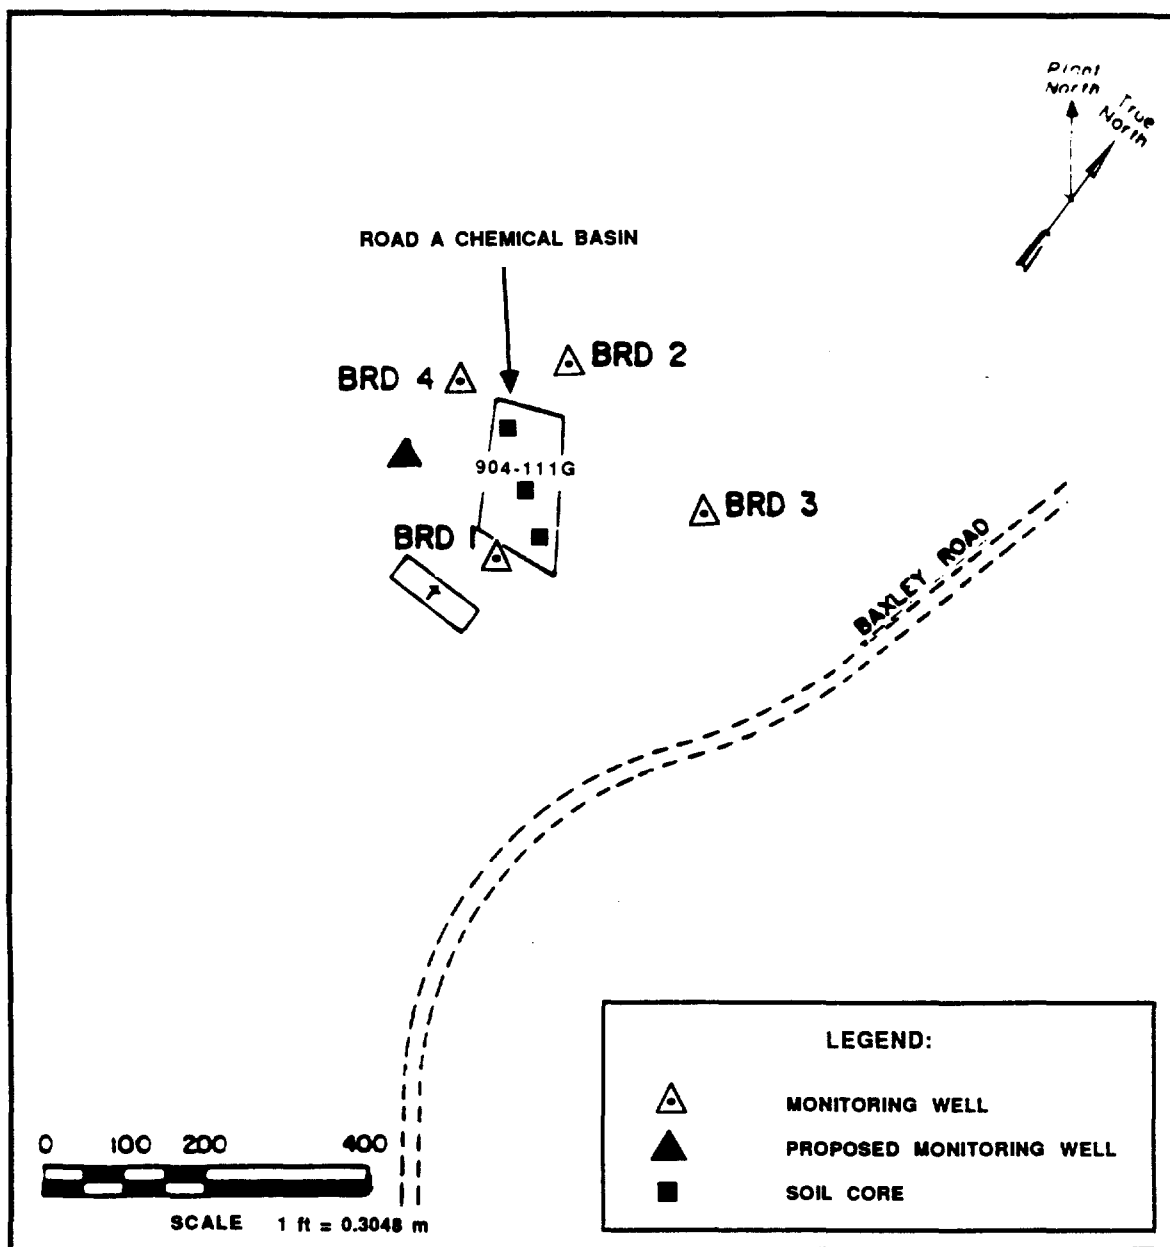 Plant
North
True
North
ROAD A CHEMICAL BASIN
BRD 2
BRD 4
904-111G
BRD 3
BRD 1
BAXLEY ROAD
LEGEND:
MONITORING WELL
PROPOSED MONITORING WELL
SOIL CORE
0 100 200 400
SCALE 1 ft = 0.3048 m